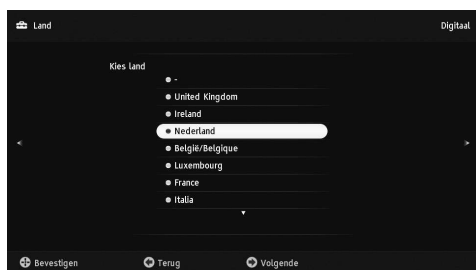 Land
Digitaal
Kies land
-
United Kingdom
Ireland
Nederland
België/Belgique
Luxembourg
France
Italia
Bevestigen
Terug
Volgende